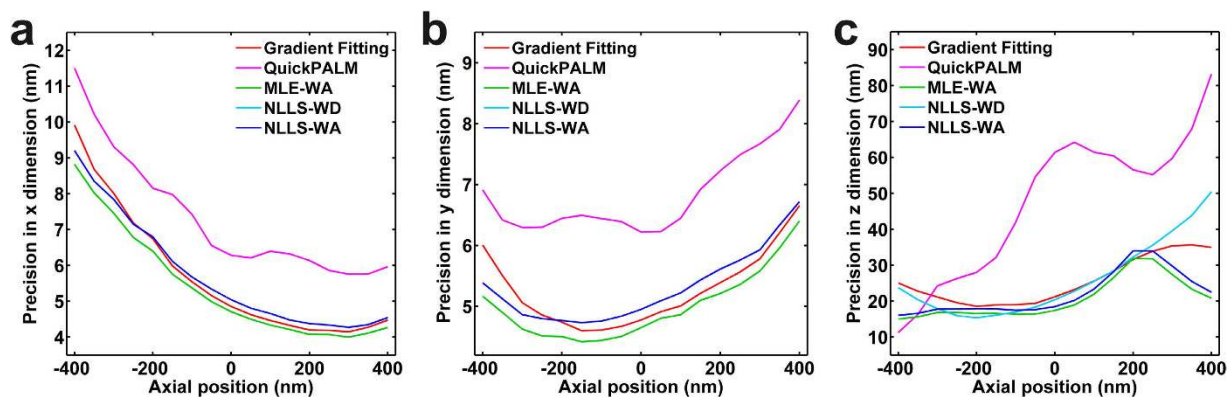 a
Precision in x dimension (nm)
12
11
10
9
8
7
6
5
4
3
Gradient Fitting
QuickPALM
MLE-WA
NLLS-WD
NLLS-WA
-400
-200
0
200
400
Axial position (nm)
b
Precision in y dimension (nm)
9
8
7
6
5
Gradient Fitting
QuickPALM
MLE-WA
NLLS-WD
NLLS-WA
-400
-200
0
200
400
Axial position (nm)
c
Precision in z dimension (nm)
90
80
70
60
50
40
30
20
10
Gradient Fitting
QuickPALM
MLE-WA
NLLS-WD
NLLS-WA
-400
-200
0
200
400
Axial position (nm)